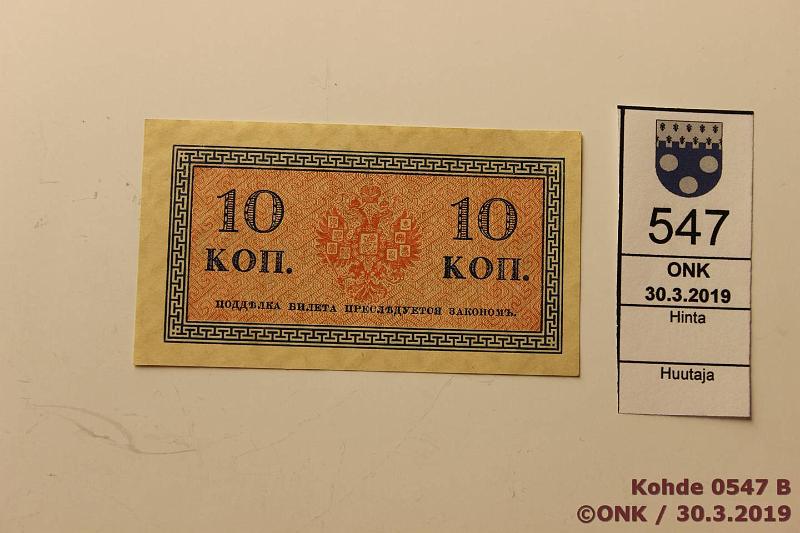 10
10
КОП.
КОП.
ПОДДѢЛКА БИЛЕТА ПРЕСЛѢДУЕТСЯ ЗАКОНОМЪ.
547
ONK
30.3.2019
Hinta
Huutaja
Kohde 0547 B
©ONK / 30.3.2019